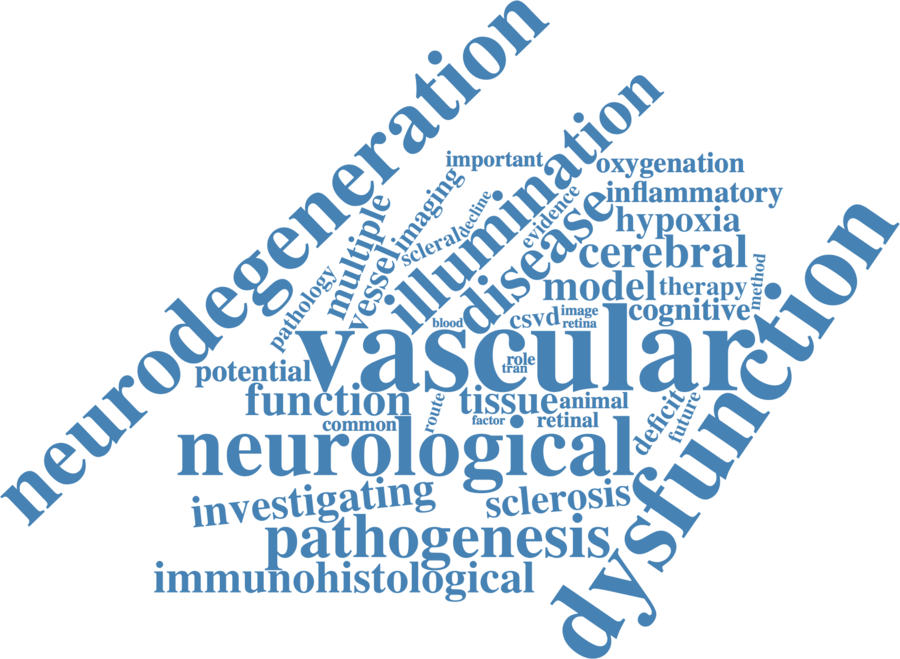 neurodegeneration
illumination
important
oxygenation
imaging
decline
evidence
inflammatory
multiple
scleral
disease
hypoxia
vessel
cerebral
pathology
model
therapy
method
cognitive
blood
csvd
image
retina
vascular
dysfunction
role
tran
potential
function
route
tissue
animal
deficit
future
common
factor
retinal
neurological
investigating
sclerosis
pathogenesis
immunohistological